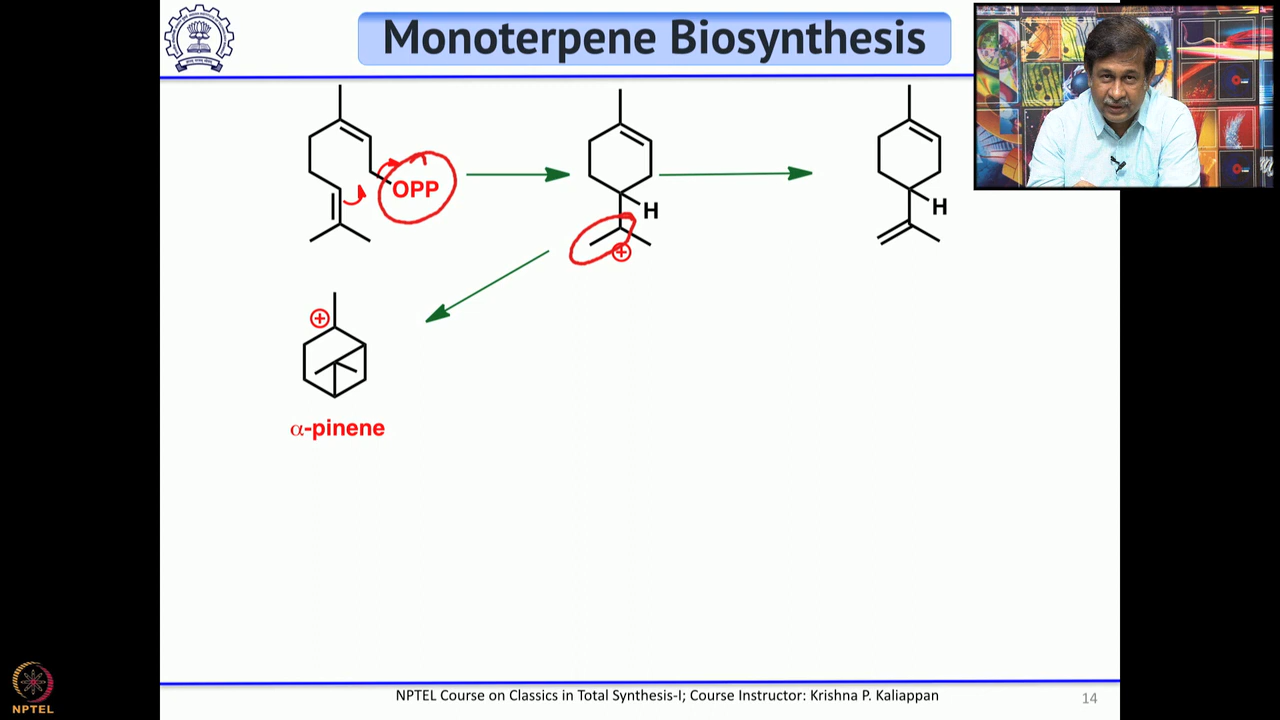 Monoterpene Biosynthesis
OPP
H
H
⊕
⊕
α-pinene
NPTEL Course on Classics in Total Synthesis-I; Course Instructor: Krishna P. Kaliappan
14
NPTEL